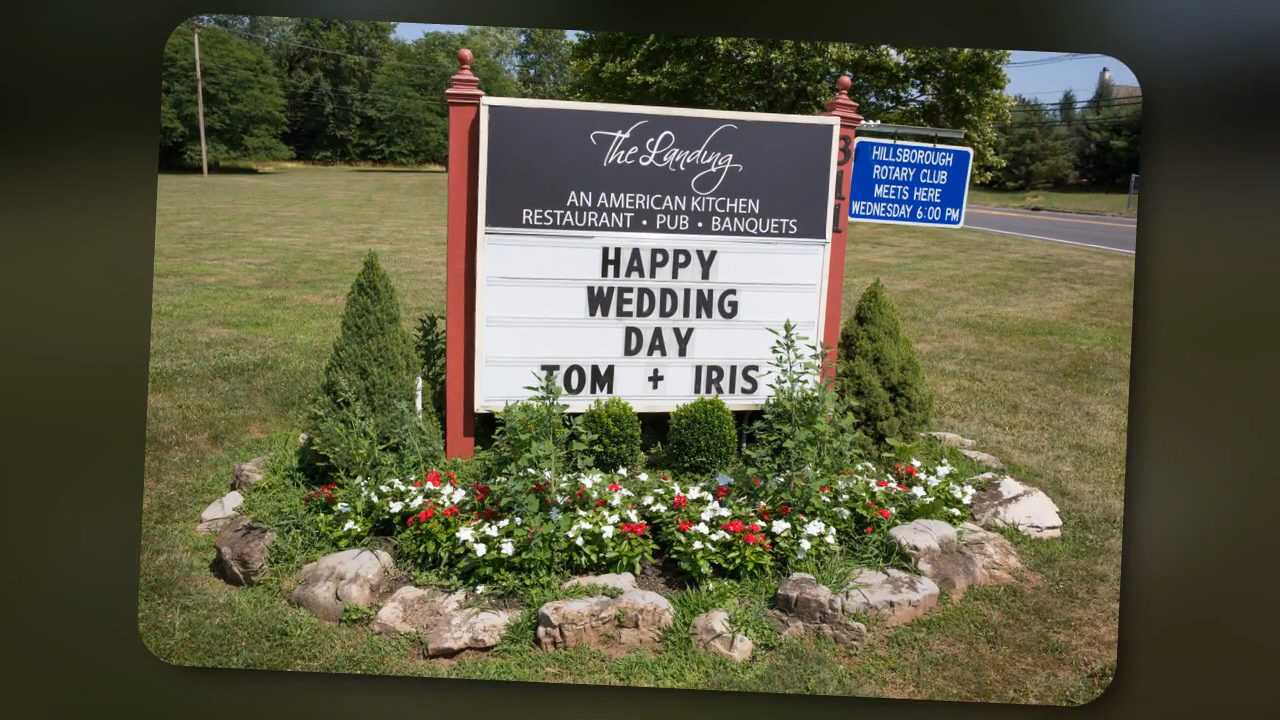 The Landing
AN AMERICAN KITCHEN
RESTAURANT • PUB • BANQUETS
HAPPY
WEDDING
DAY
TOM + IRIS
311
HILLSBOROUGH
ROTARY CLUB
MEETS HERE
WEDNESDAY 6:00 PM